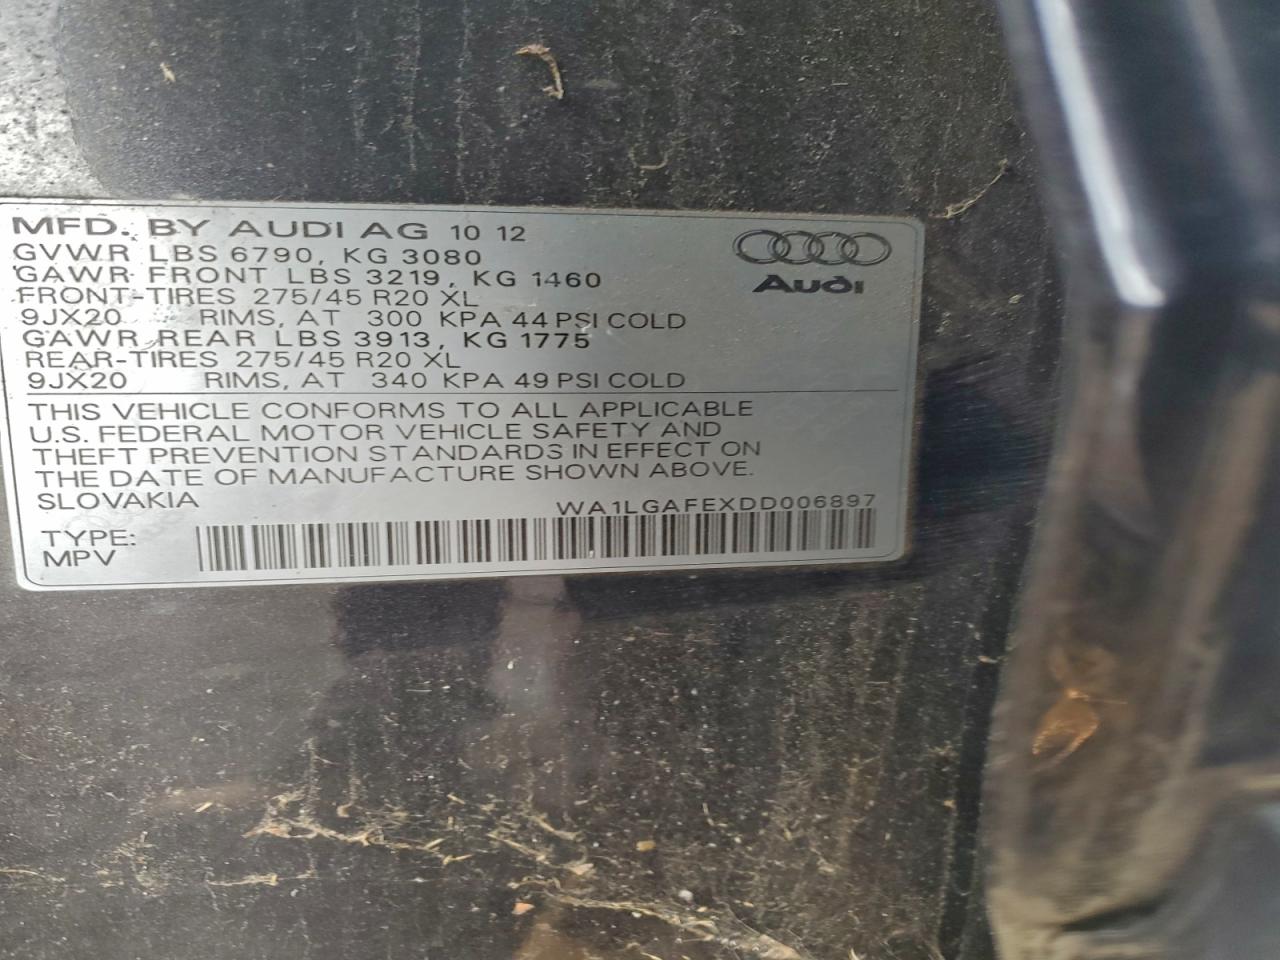 MFD. BY AUDI AG 10 12
GVWR LBS 6790, KG 3080
GAWR FRONT LBS 3219, KG 1460
FRONT-TIRES 275/45 R20 XL
9JX20 RIMS, AT 300 KPA 44 PSI COLD
GAWR REAR LBS 3913, KG 1775
REAR-TIRES 275/45 R20 XL
9JX20 RIMS, AT 340 KPA 49 PSI COLD
Audi
THIS VEHICLE CONFORMS TO ALL APPLICABLE
U.S. FEDERAL MOTOR VEHICLE SAFETY AND
THEFT PREVENTION STANDARDS IN EFFECT ON
THE DATE OF MANUFACTURE SHOWN ABOVE.
SLOVAKIA WA1LGAFEXDD006897
TYPE:
MPV